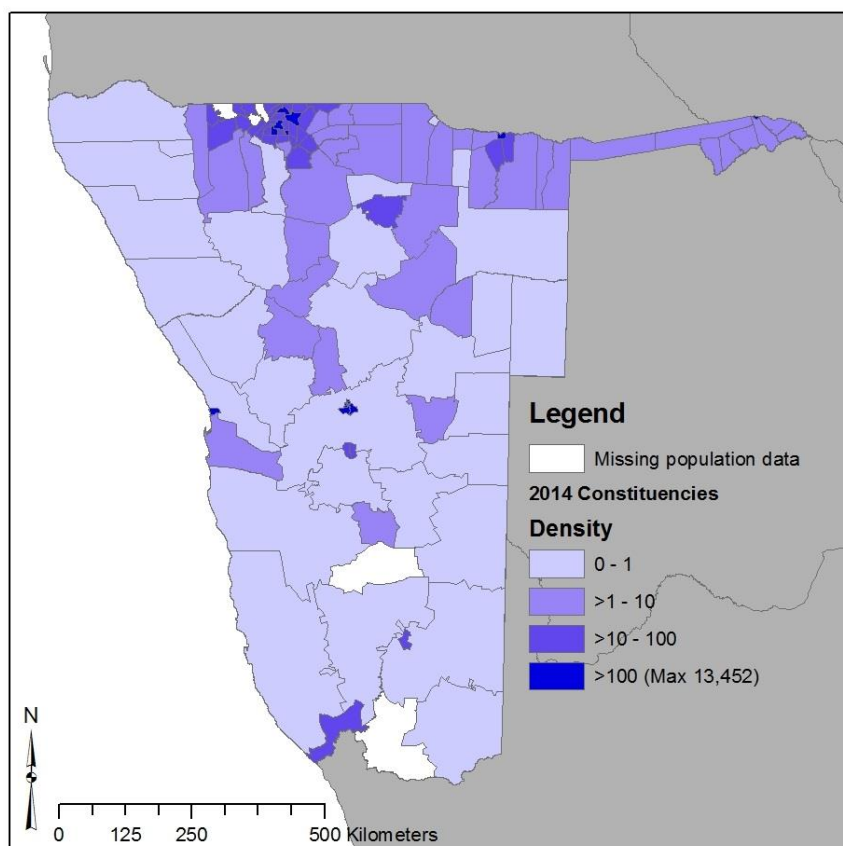 Legend
Missing population data
2014 Constituencies
Density
0 - 1
>1 - 10
>10 - 100
>100 (Max 13,452)
N
0 125 250 500 Kilometers